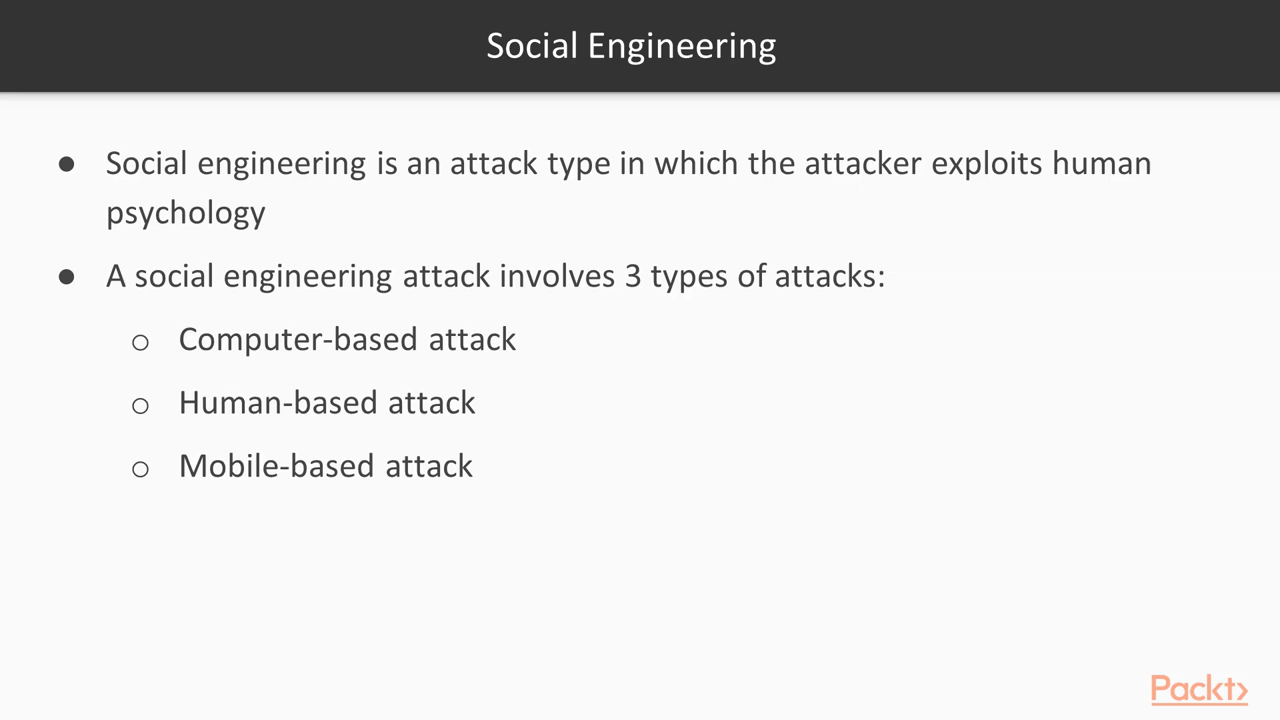 Social Engineering
● Social engineering is an attack type in which the attacker exploits human
psychology
● A social engineering attack involves 3 types of attacks:
○ Computer-based attack
○ Human-based attack
○ Mobile-based attack
Packt>